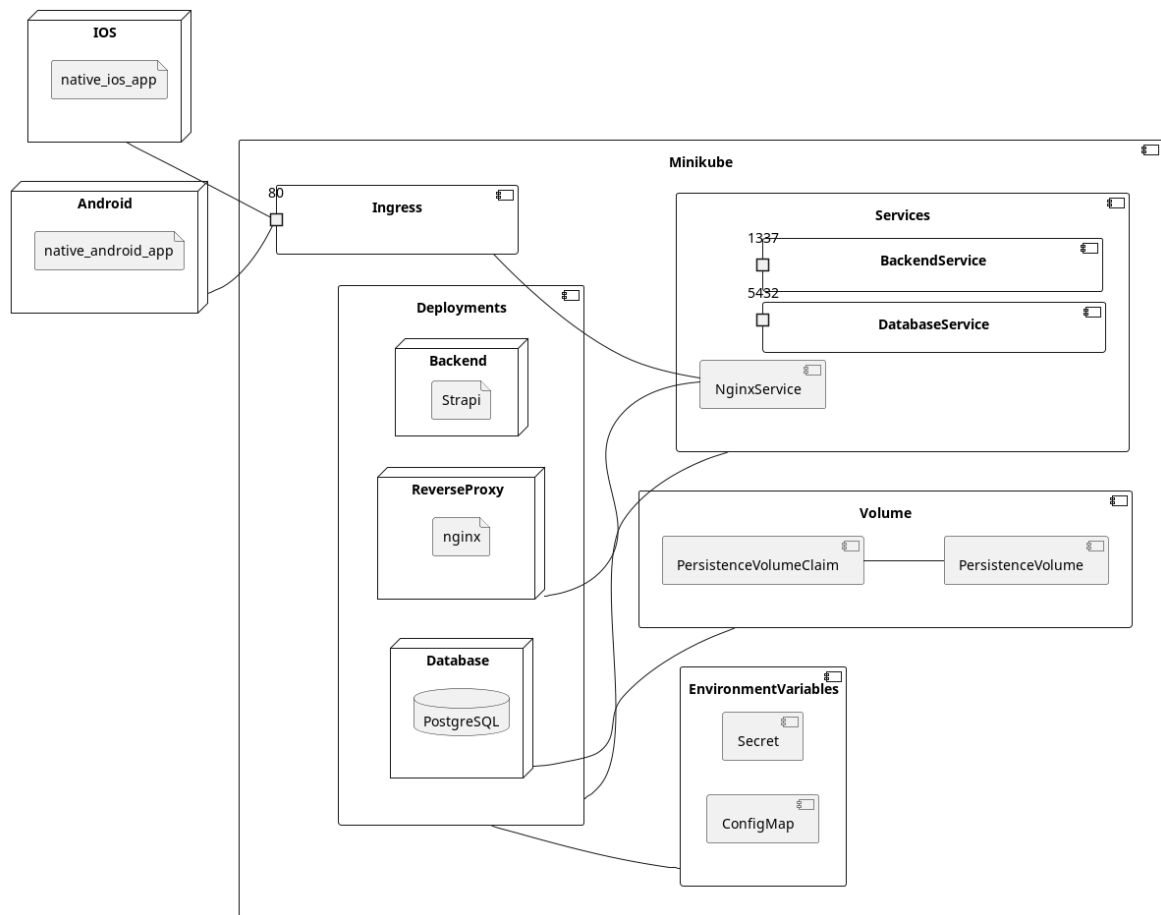 IOS
native_ios_app
Android
native_android_app
Minikube
80
Ingress
Services
1337
BackendService
5432
DatabaseService
NginxService
Deployments
Backend
Strapi
ReverseProxy
nginx
Database
PostgreSQL
Volume
PersistenceVolumeClaim
PersistenceVolume
EnvironmentVariables
Secret
ConfigMap